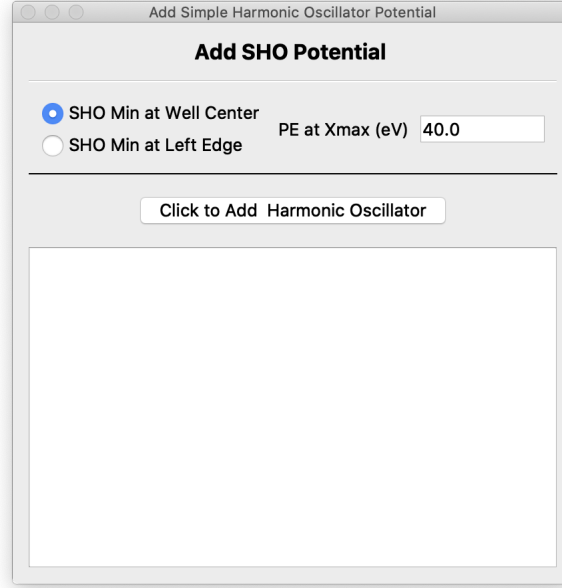 Add Simple Harmonic Oscillator Potential
Add SHO Potential
SHO Min at Well Center
SHO Min at Left Edge
PE at Xmax (eV) 40.0
Click to Add  Harmonic Oscillator